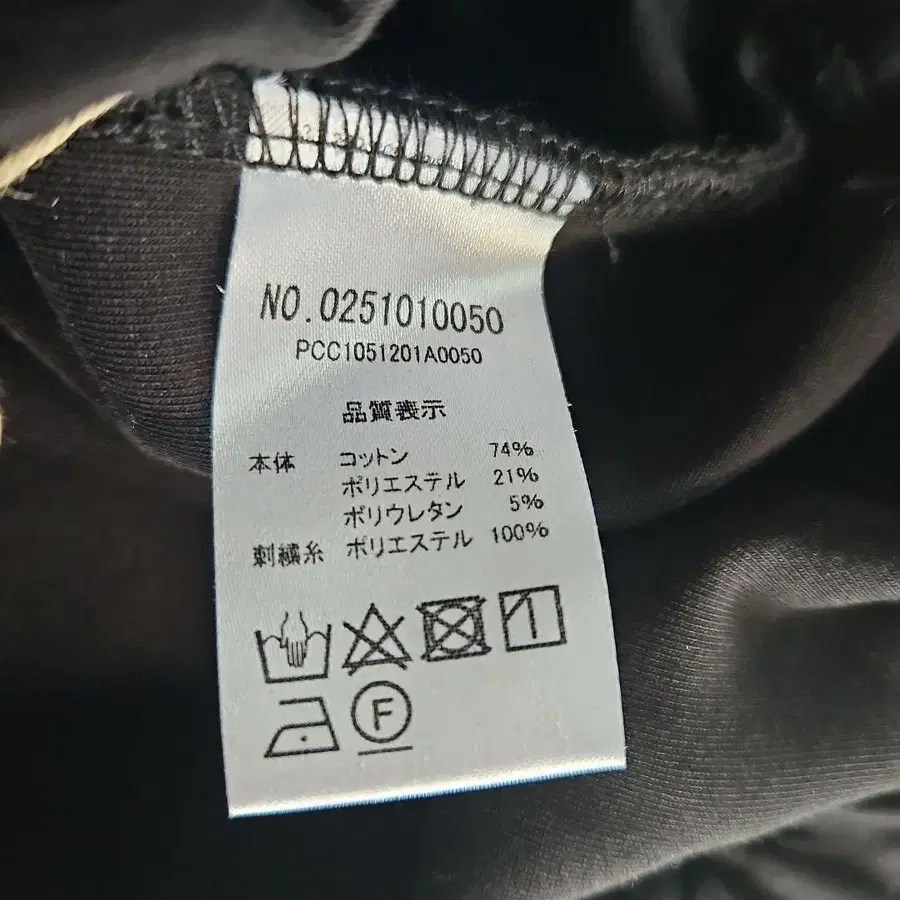 NO.0251010050
PCC1051201A0050
品質表示
本体 コットン 74%
ポリエステル 21%
ポリウレタン 5%
刺繍糸 ポリエステル 100%
F